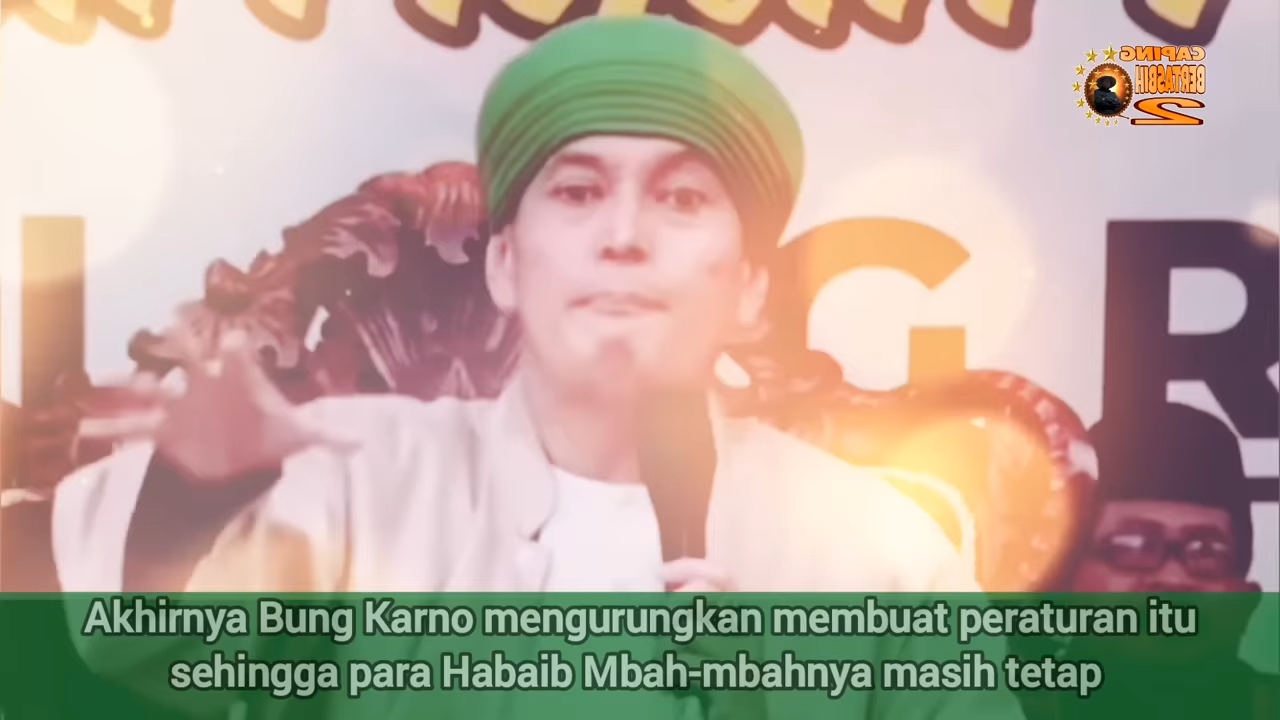 CAPING
BERTASBIH
2
G R
Akhirnya Bung Karno mengurungkan membuat peraturan itu
sehingga para Habaib Mbah-mbahnya masih tetap